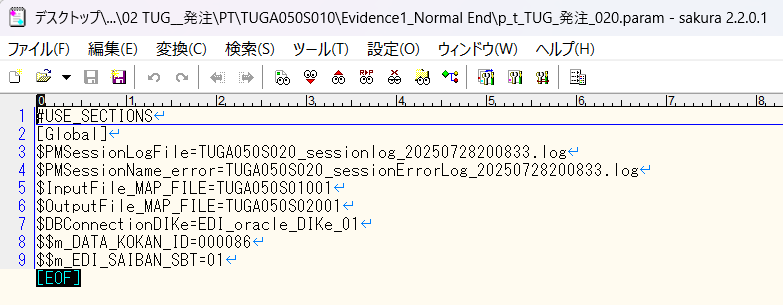 デスクトップ\...\02 TUG__発注\PT\TUGA050S010\Evidence1_Normal End\p_t_TUG_発注_020.param - sakura 2.2.0.1
ファイル(F) 編集(E) 変換(C) 検索(S) ツール(T) 設定(O) ウィンドウ(W) ヘルプ(H)
0 1 2 3 4 5 6 7 8
1 #USE_SECTIONS
2 [Global]
3 $PMSessionLogFile=TUGA050S020_sessionlog_20250728200833.log
4 $PMSessionName_error=TUGA050S020_sessionErrorLog_20250728200833.log
5 $InputFile_MAP_FILE=TUGA050S01001
6 $OutputFile_MAP_FILE=TUGA050S02001
7 $DBConnectionDIKe=EDI_oracle_DIKe_01
8 $$m_DATA_KOKAN_ID=000086
9 $$m_EDI_SAIBAN_SBT=01
[EOF]